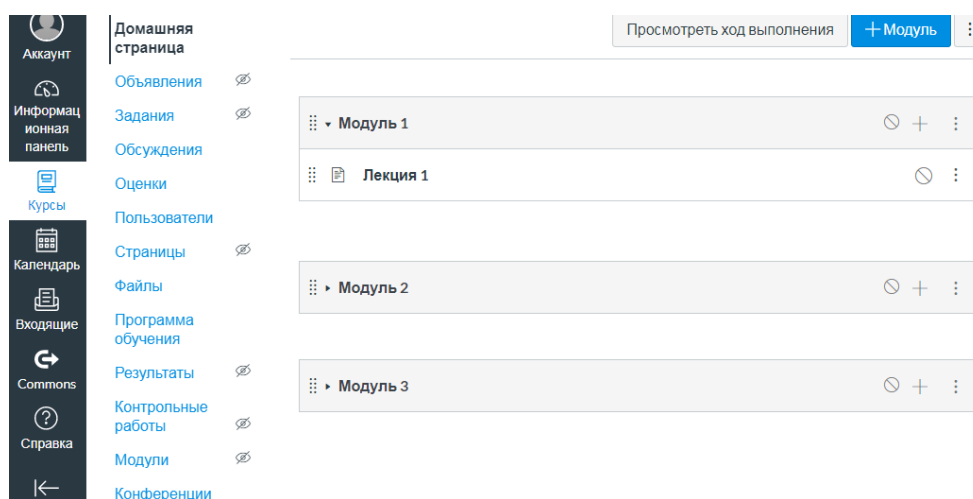 Аккаунт
Информац
ионная
панель
Курсы
Календарь
Входящие
Commons
Справка
Домашняя
страница
Объявления
Задания
Обсуждения
Оценки
Пользователи
Страницы
Файлы
Программа
обучения
Результаты
Контрольные
работы
Модули
Конференции
Просмотреть ход выполнения
+ Модуль
Модуль 1
Лекция 1
Модуль 2
Модуль 3